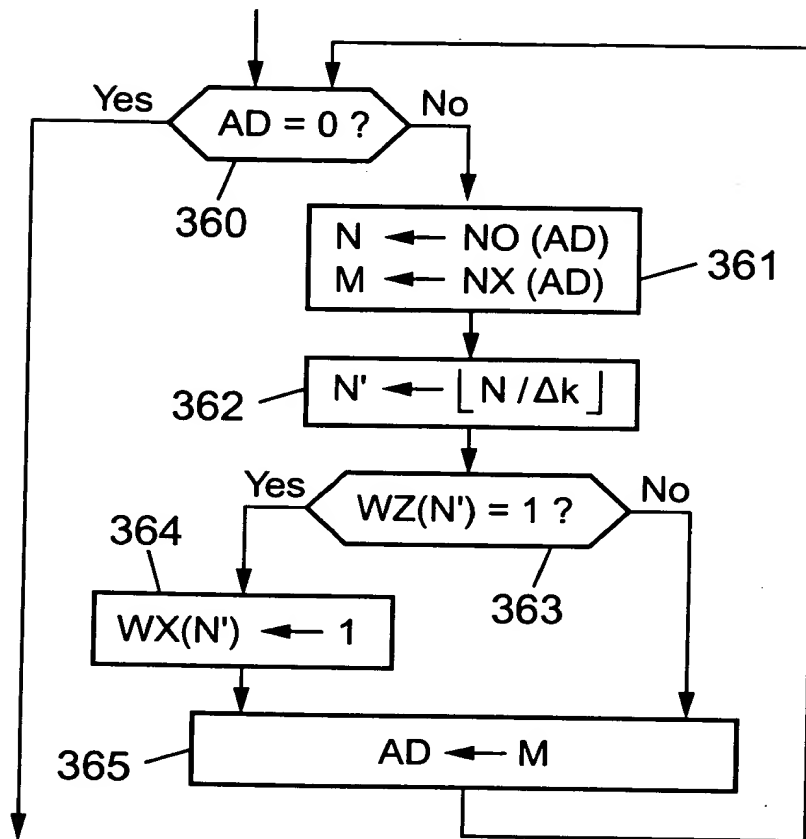 Yes
AD = 0 ?
No
360
N ← NO (AD)
M ← NX (AD)
361
362
N' ← ⌊ N / Δk ⌋
Yes
WZ(N') = 1 ?
No
364
363
WX(N') ← 1
365
AD ← M